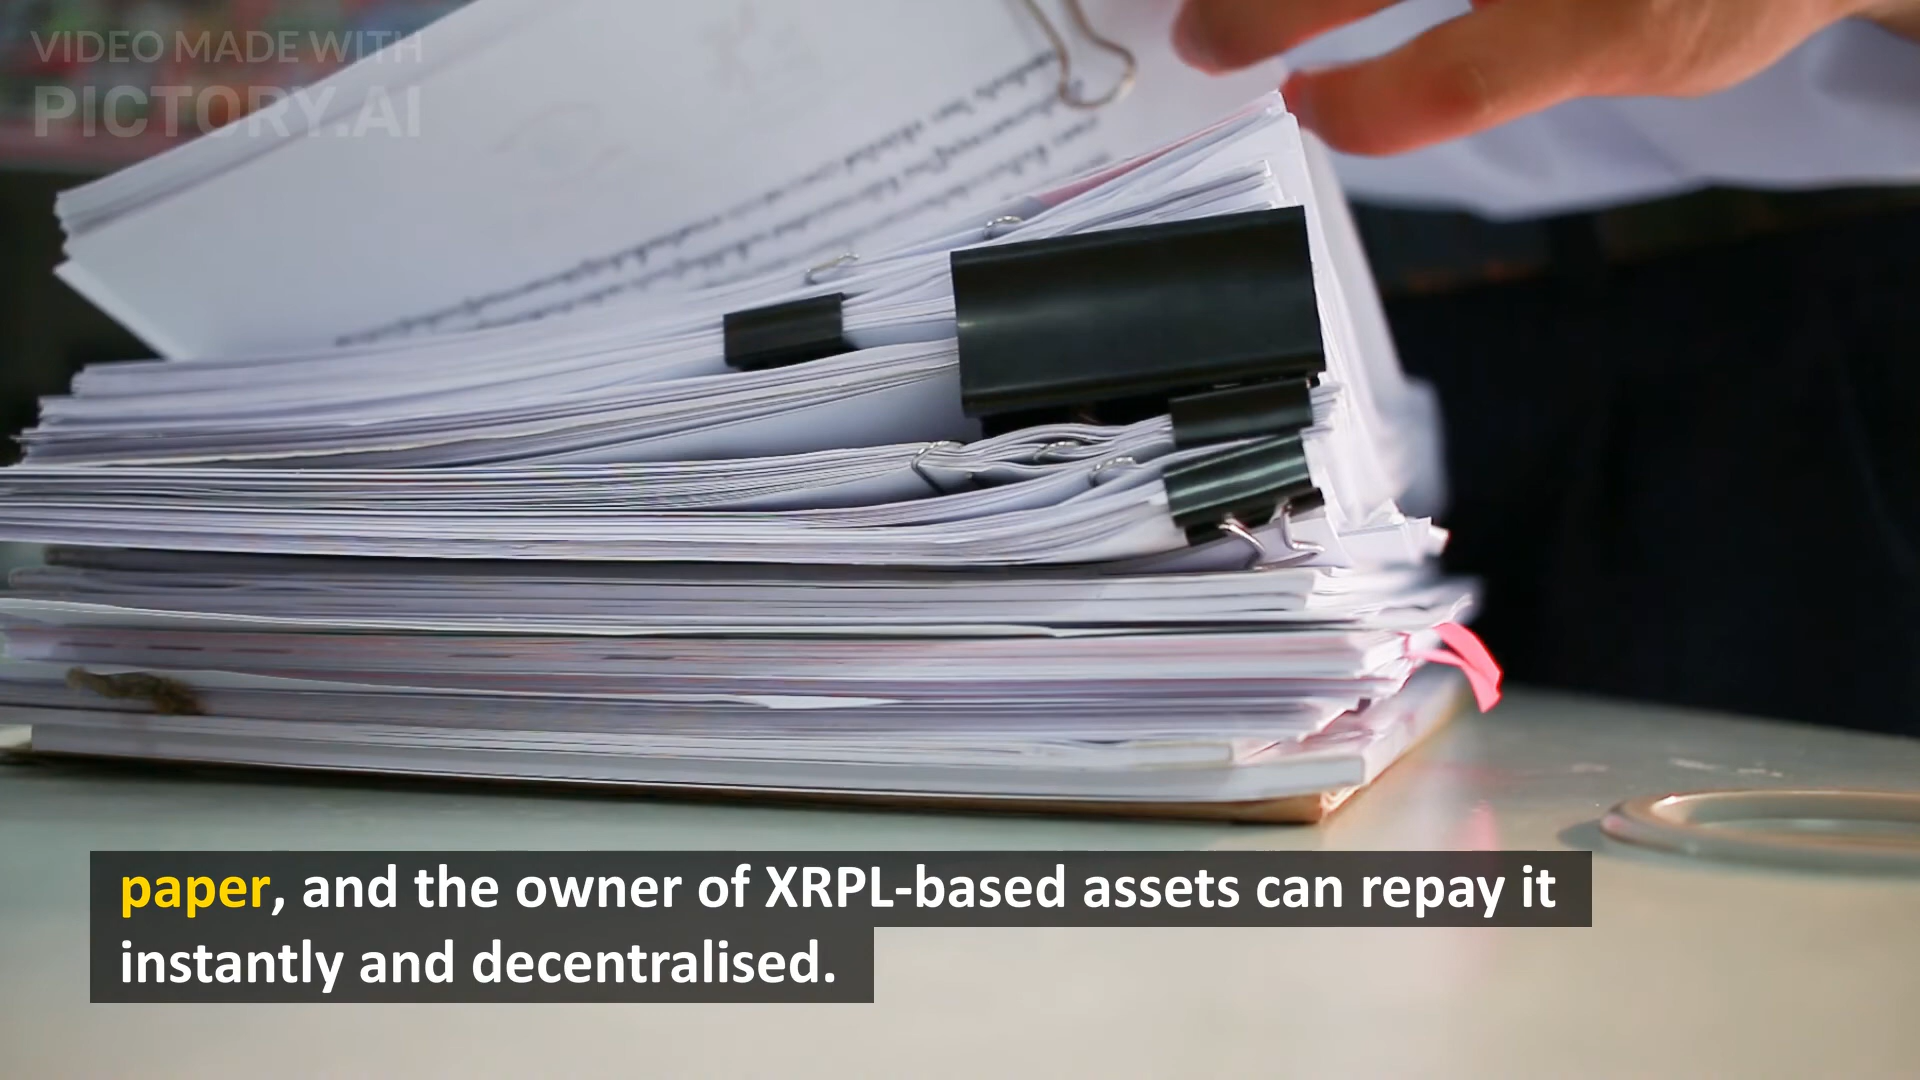 VIDEO MADE WITH
PICTORY.AI
paper, and the owner of XRPL-based assets can repay it
instantly and decentralised.